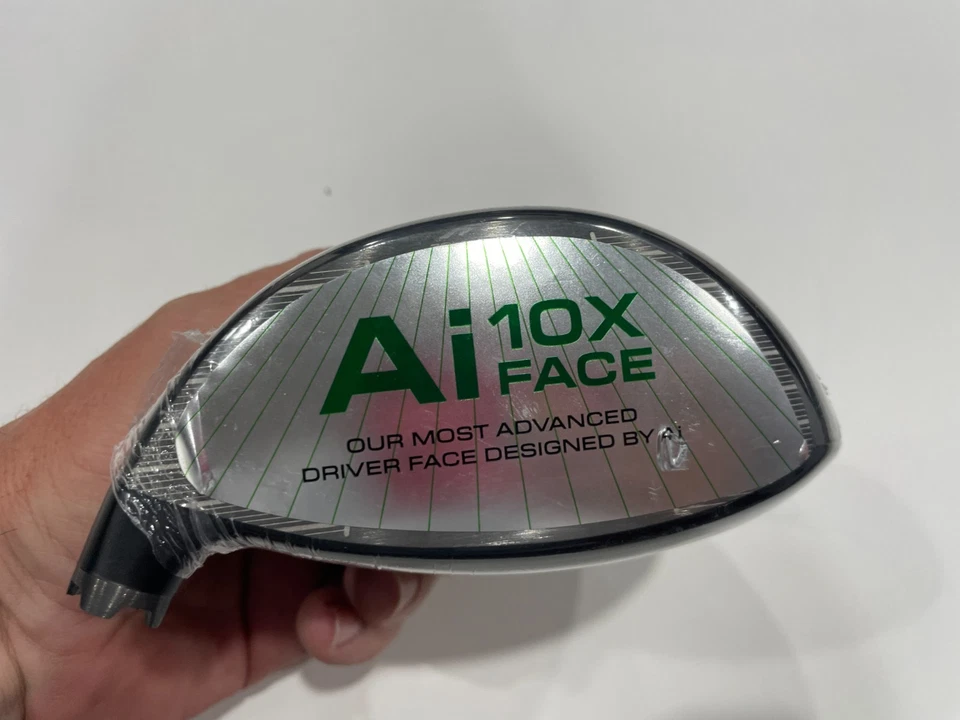 Ai 10X
FACE
OUR MOST ADVANCED
DRIVER FACE DESIGNED BY Ai